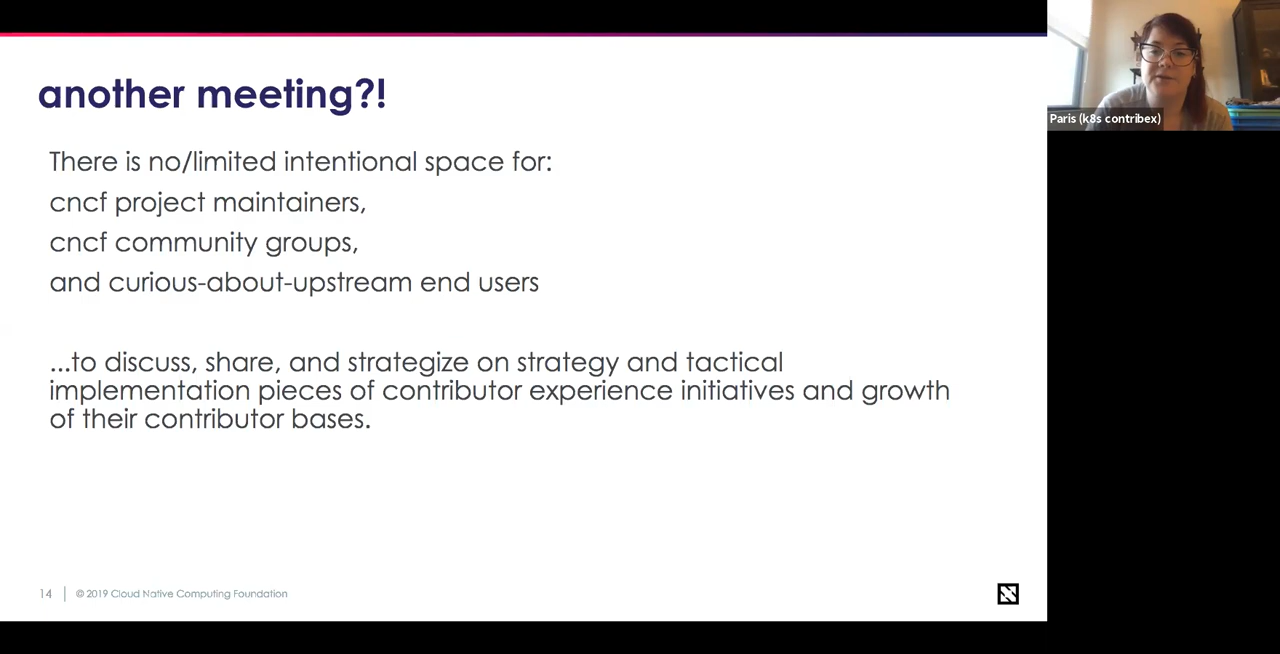 another meeting?!
There is no/limited intentional space for:
cncf project maintainers,
cncf community groups,
and curious-about-upstream end users
...to discuss, share, and strategize on strategy and tactical
implementation pieces of contributor experience initiatives and growth
of their contributor bases.
14
© 2019 Cloud Native Computing Foundation
Paris (k8s contribex)